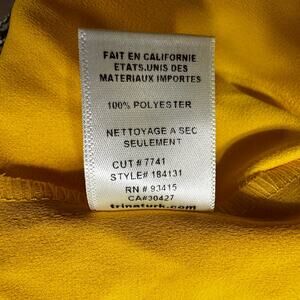 FAIT EN CALIFORNIE
ETATS.UNIS DES
MATERIAUX IMPORTES
100% POLYESTER
NETTOYAGE A SEC
SEULEMENT
CUT # 7741
STYLE# 184131
RN # 93415
CA#30427
trinaturk.com